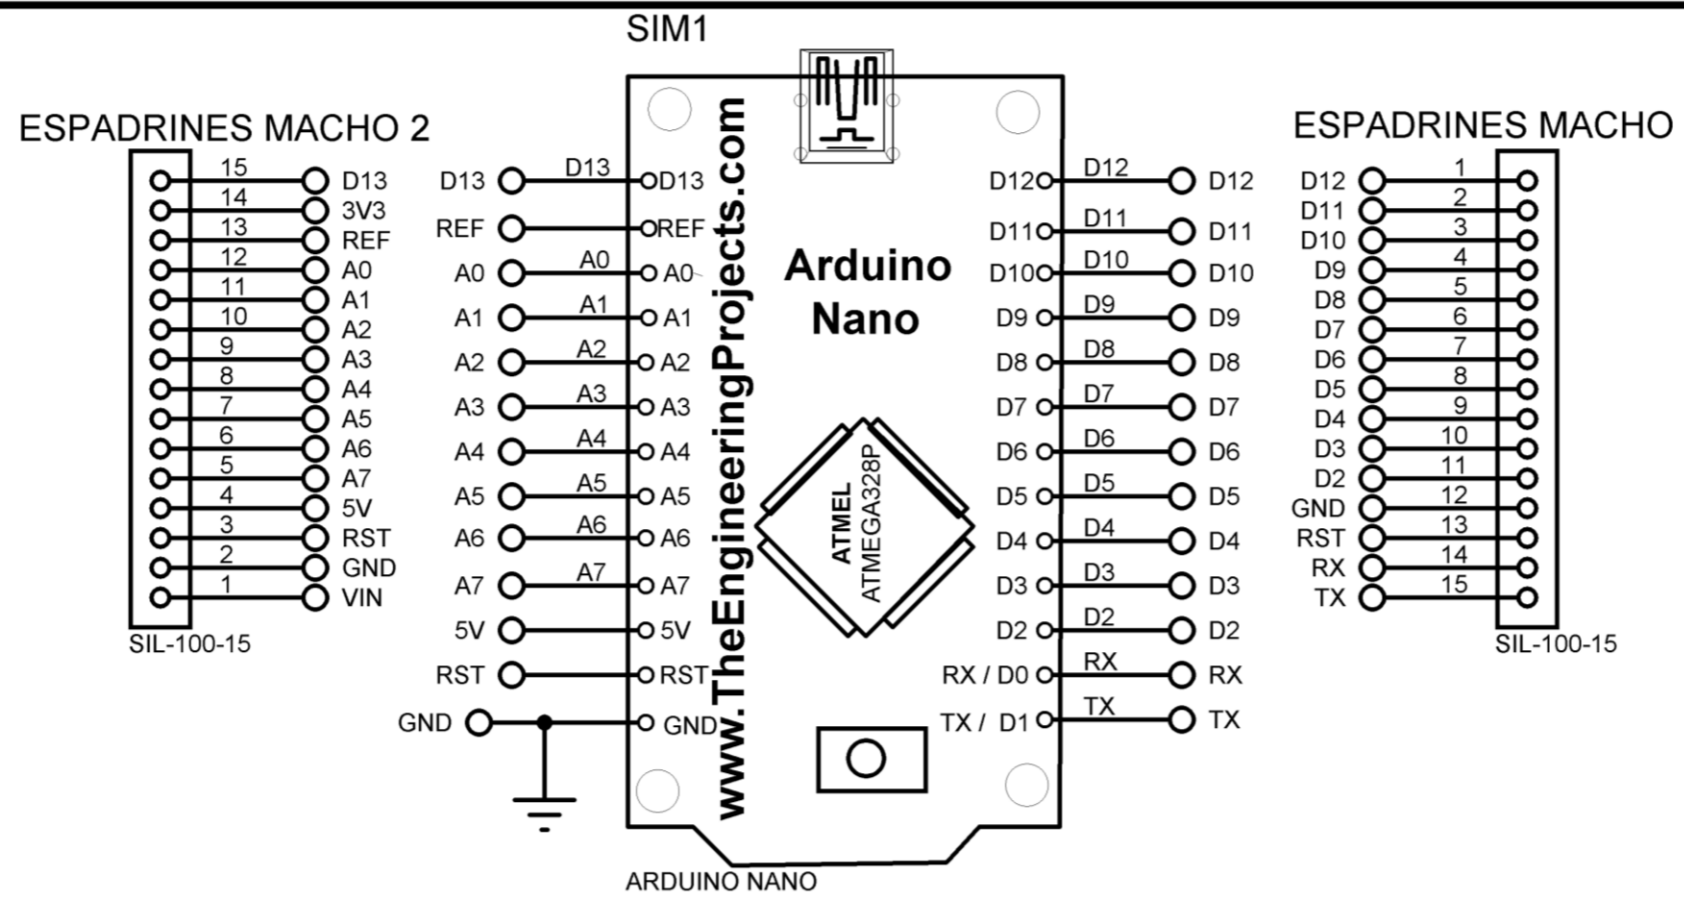 SIM1
ESPADRINES MACHO 2
15 D13
14 3V3
13 REF
12 A0
11 A1
10 A2
9 A3
8 A4
7 A5
6 A6
5 A7
4 5V
3 RST
2 GND
1 VIN
SIL-100-15
D13 D13 D13
REF REF
A0 A0 A0
A1 A1 A1
A2 A2 A2
A3 A3 A3
A4 A4 A4
A5 A5 A5
A6 A6 A6
A7 A7 A7
5V 5V
RST RST
GND GND
www.TheEngineeringProjects.com
Arduino
Nano
ATMEL
ATMEGA328P
D12 D12 D12
D11 D11 D11
D10 D10 D10
D9 D9 D9
D8 D8 D8
D7 D7 D7
D6 D6 D6
D5 D5 D5
D4 D4 D4
D3 D3 D3
D2 D2 D2
RX / D0 RX RX
TX / D1 TX TX
ARDUINO NANO
ESPADRINES MACHO
D12 1
D11 2
D10 3
D9 4
D8 5
D7 6
D6 7
D5 8
D4 9
D3 10
D2 11
GND 12
RST 13
RX 14
TX 15
SIL-100-15